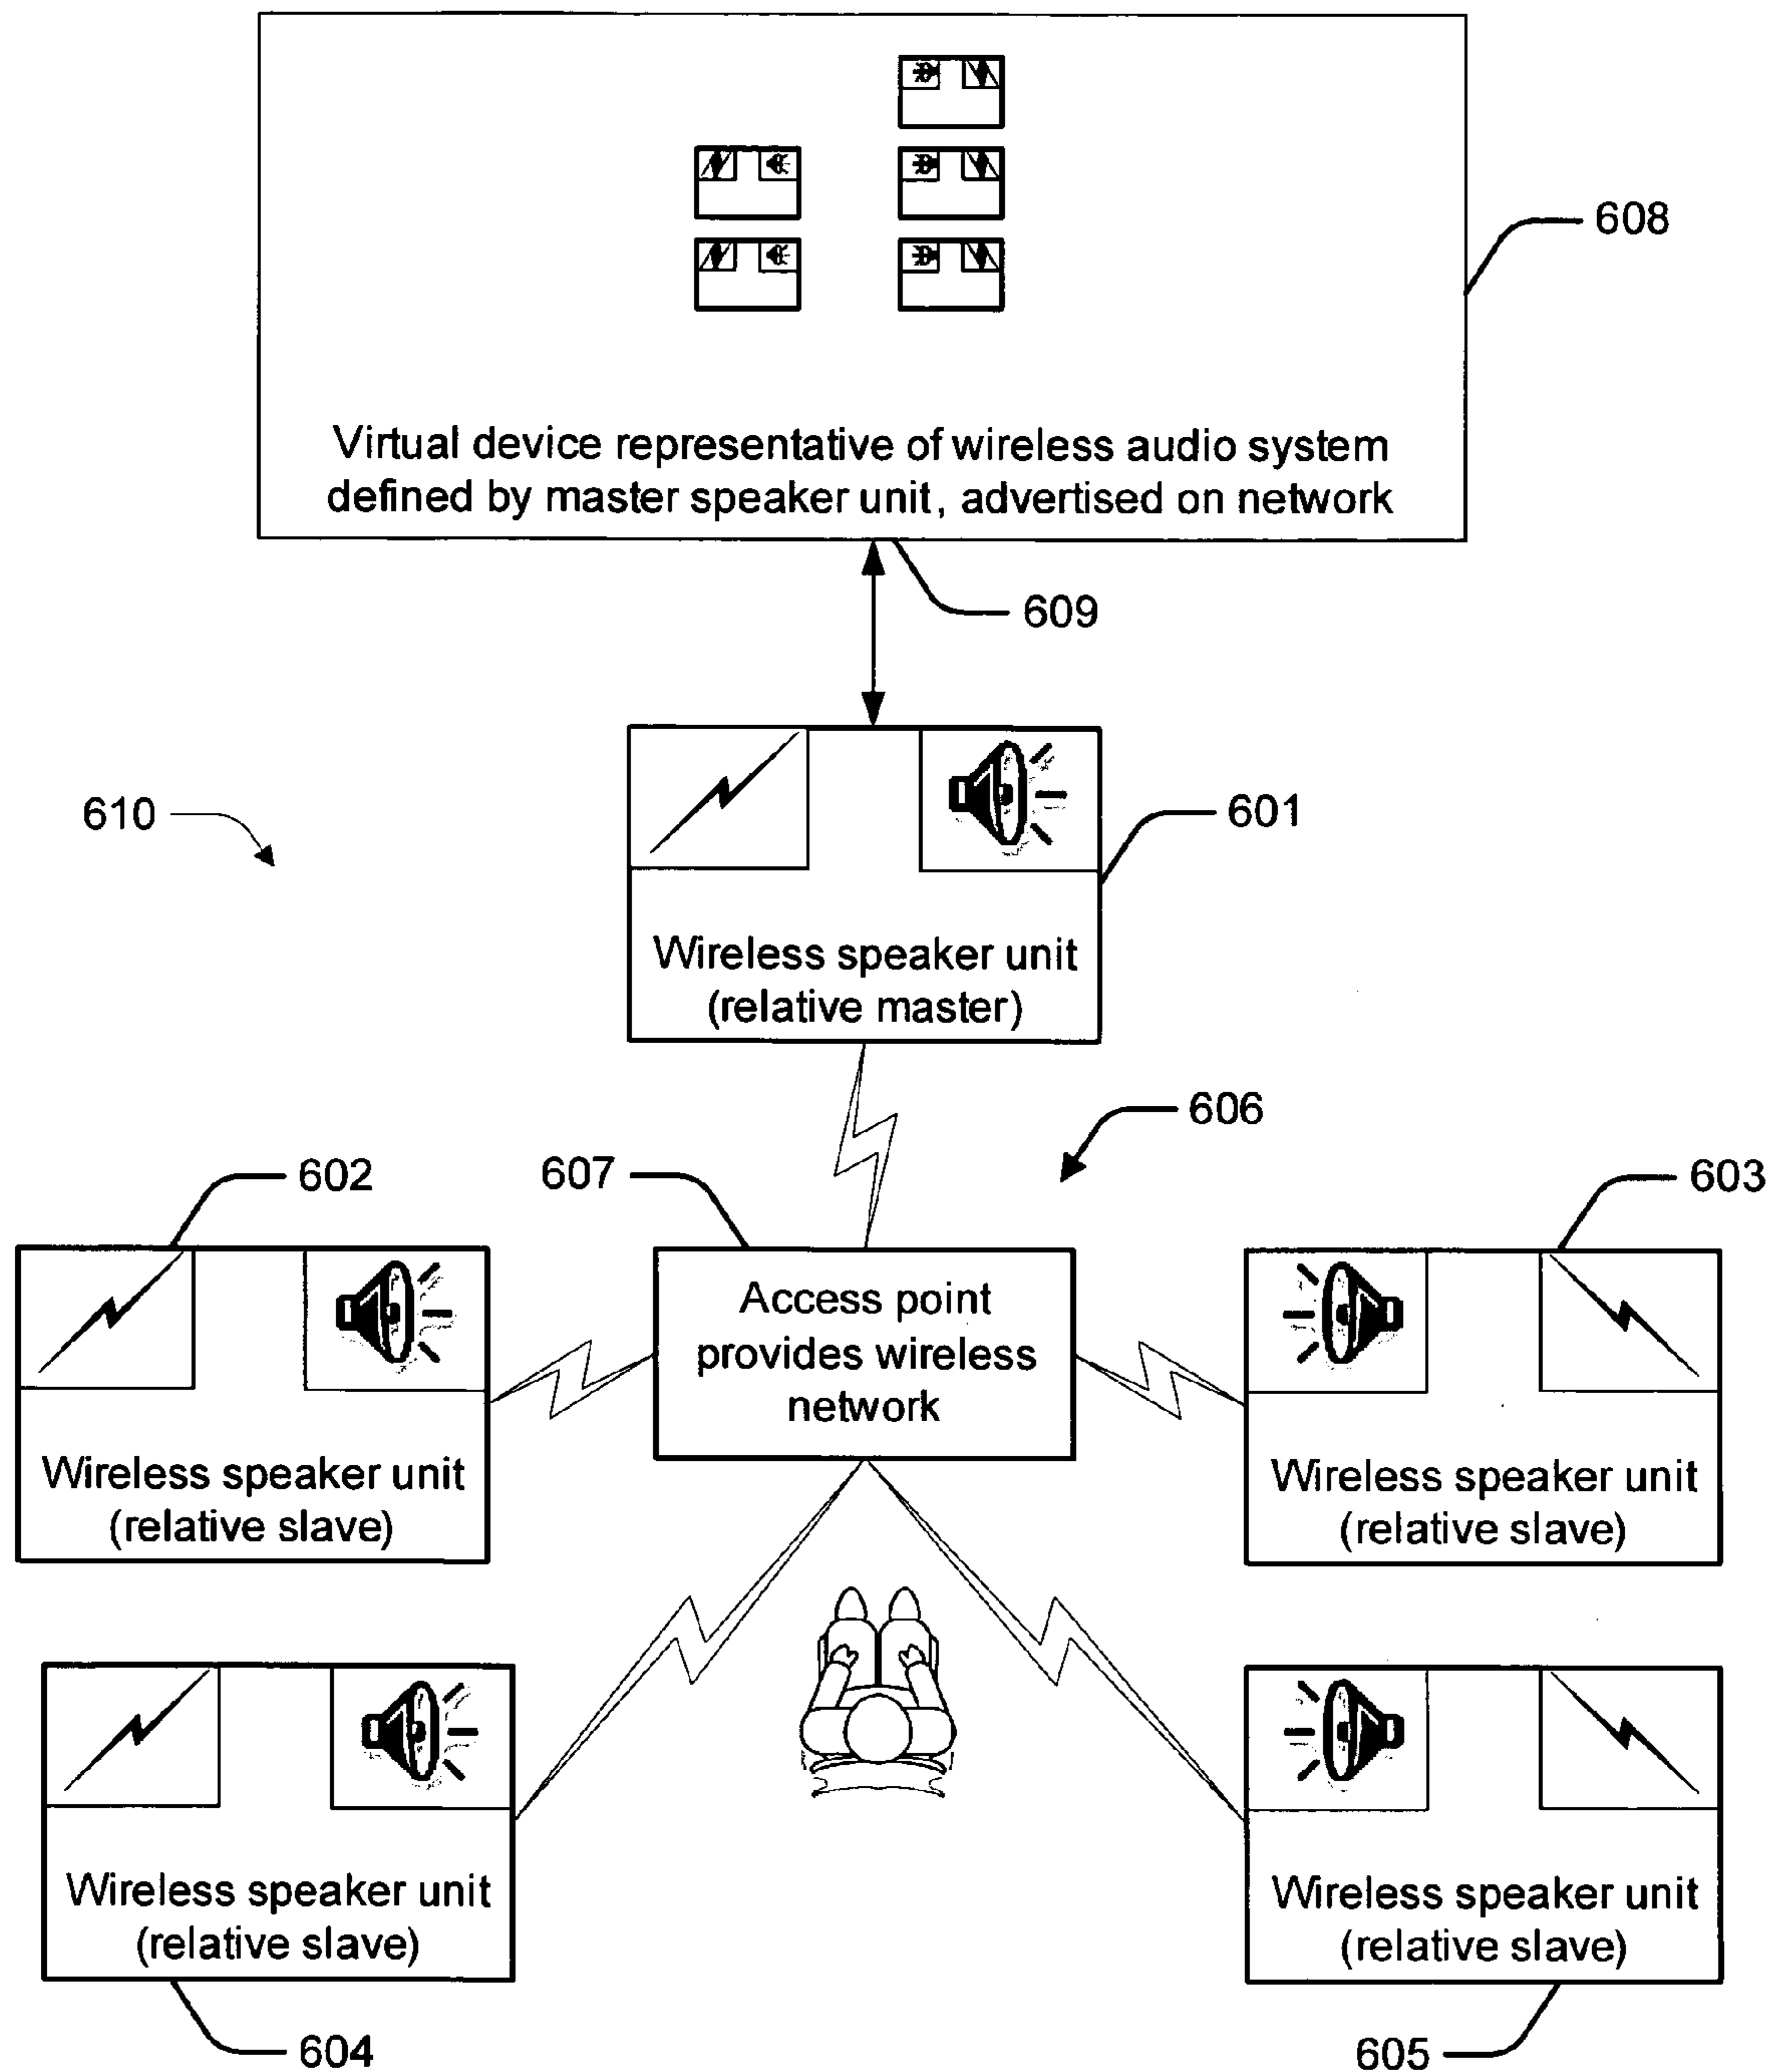 608
Virtual device representative of wireless audio system
defined by master speaker unit, advertised on network
609
610
601
Wireless speaker unit
(relative master)
606
602
607
603
Access point
provides wireless
network
Wireless speaker unit
(relative slave)
Wireless speaker unit
(relative slave)
Wireless speaker unit
(relative slave)
Wireless speaker unit
(relative slave)
604
605